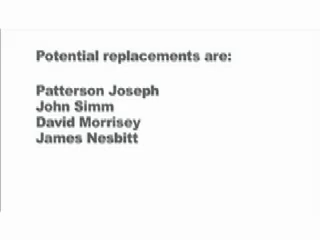 Potential replacements are:
Patterson Joseph
John Simm
David Morrisey
James Nesbitt